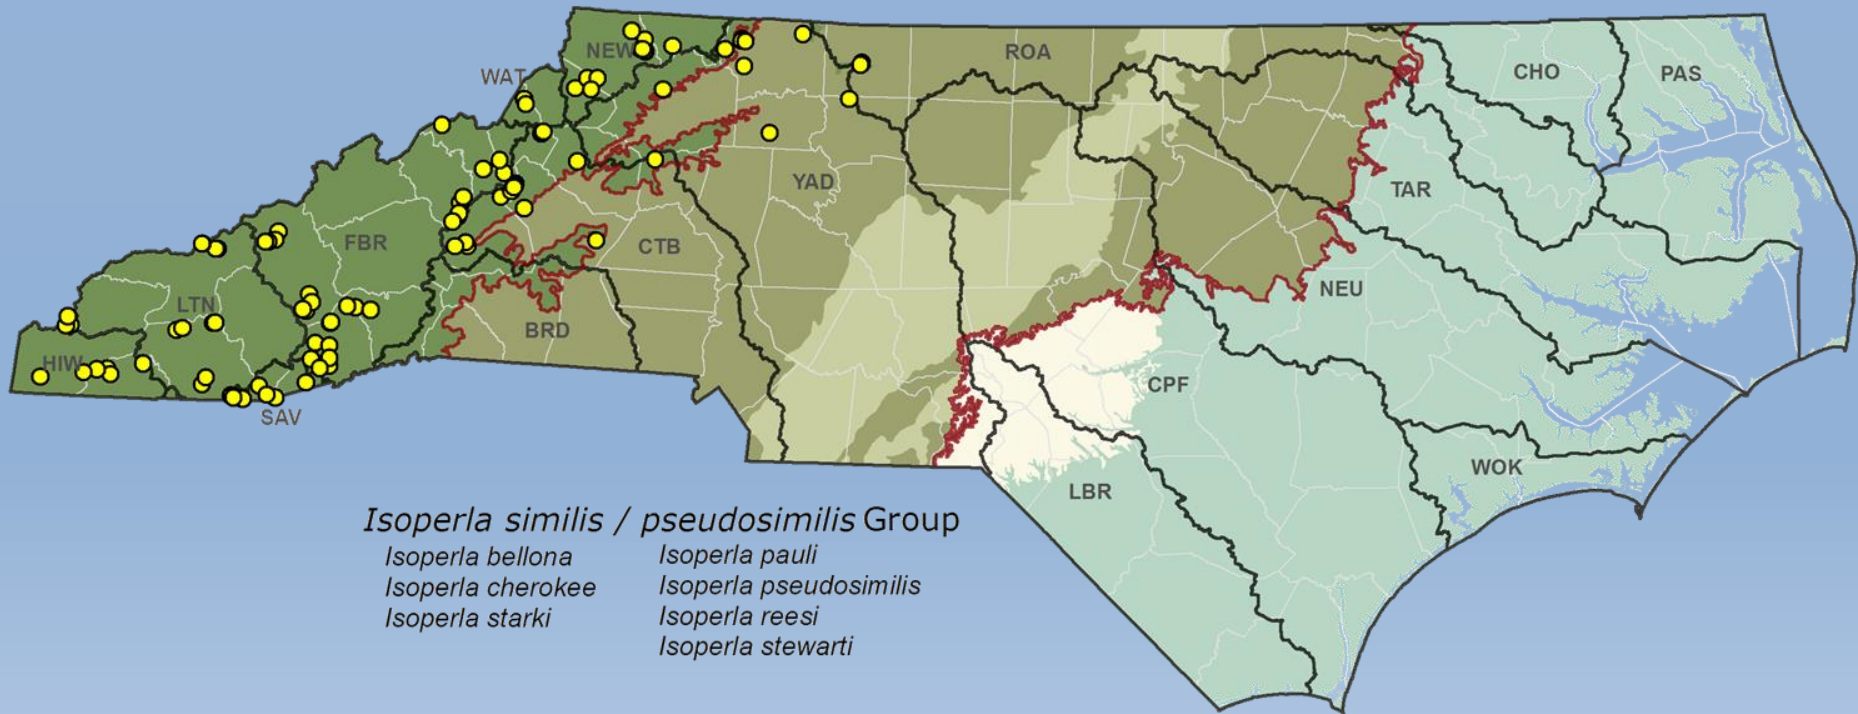 NEW
ROA
CHO
PAS
WAT
YAD
TAR
FBR
CTB
LTN
NEU
BRD
HIW
CPF
SAV
WOK
LBR
Isoperla similis / pseudosimilis Group
Isoperla bellona
Isoperla cherokee
Isoperla starki
Isoperla pauli
Isoperla pseudosimilis
Isoperla reesi
Isoperla stewarti